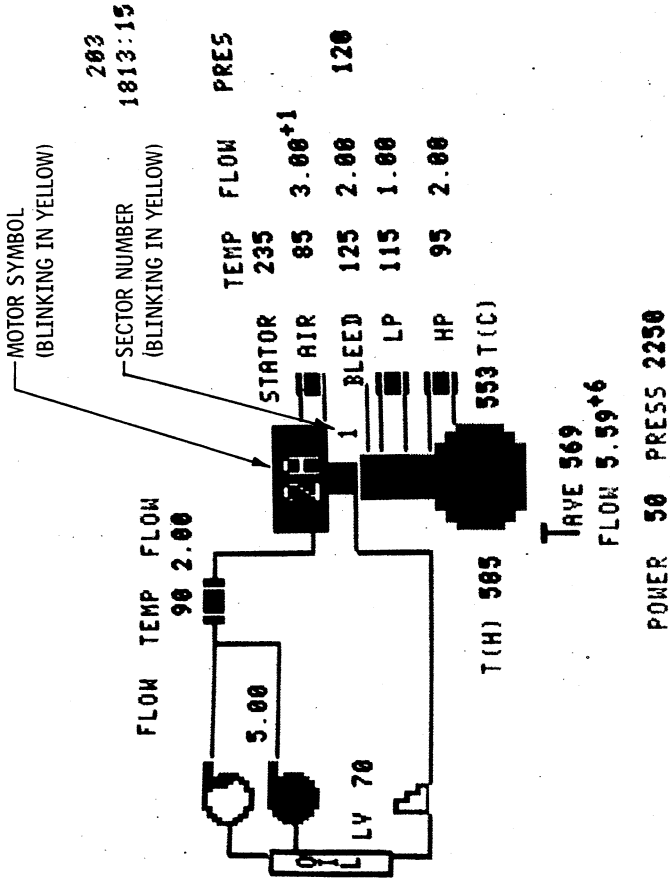 MOTOR SYMBOL
(BLINKING IN YELLOW)
203
1813:15
SECTOR NUMBER
(BLINKING IN YELLOW)
FLOW TEMP FLOW
90 2.00
TEMP FLOW PRES
STATOR 235
AIR 85 3.00+1
1 BLEED 125 2.00 120
LP 115 1.00
HP 95 2.00
5.00
OIL
LV 70
T(H) 585
553 T(C)
TAVE 569
FLOW 5.59+6
POWER 50 PRESS 2250